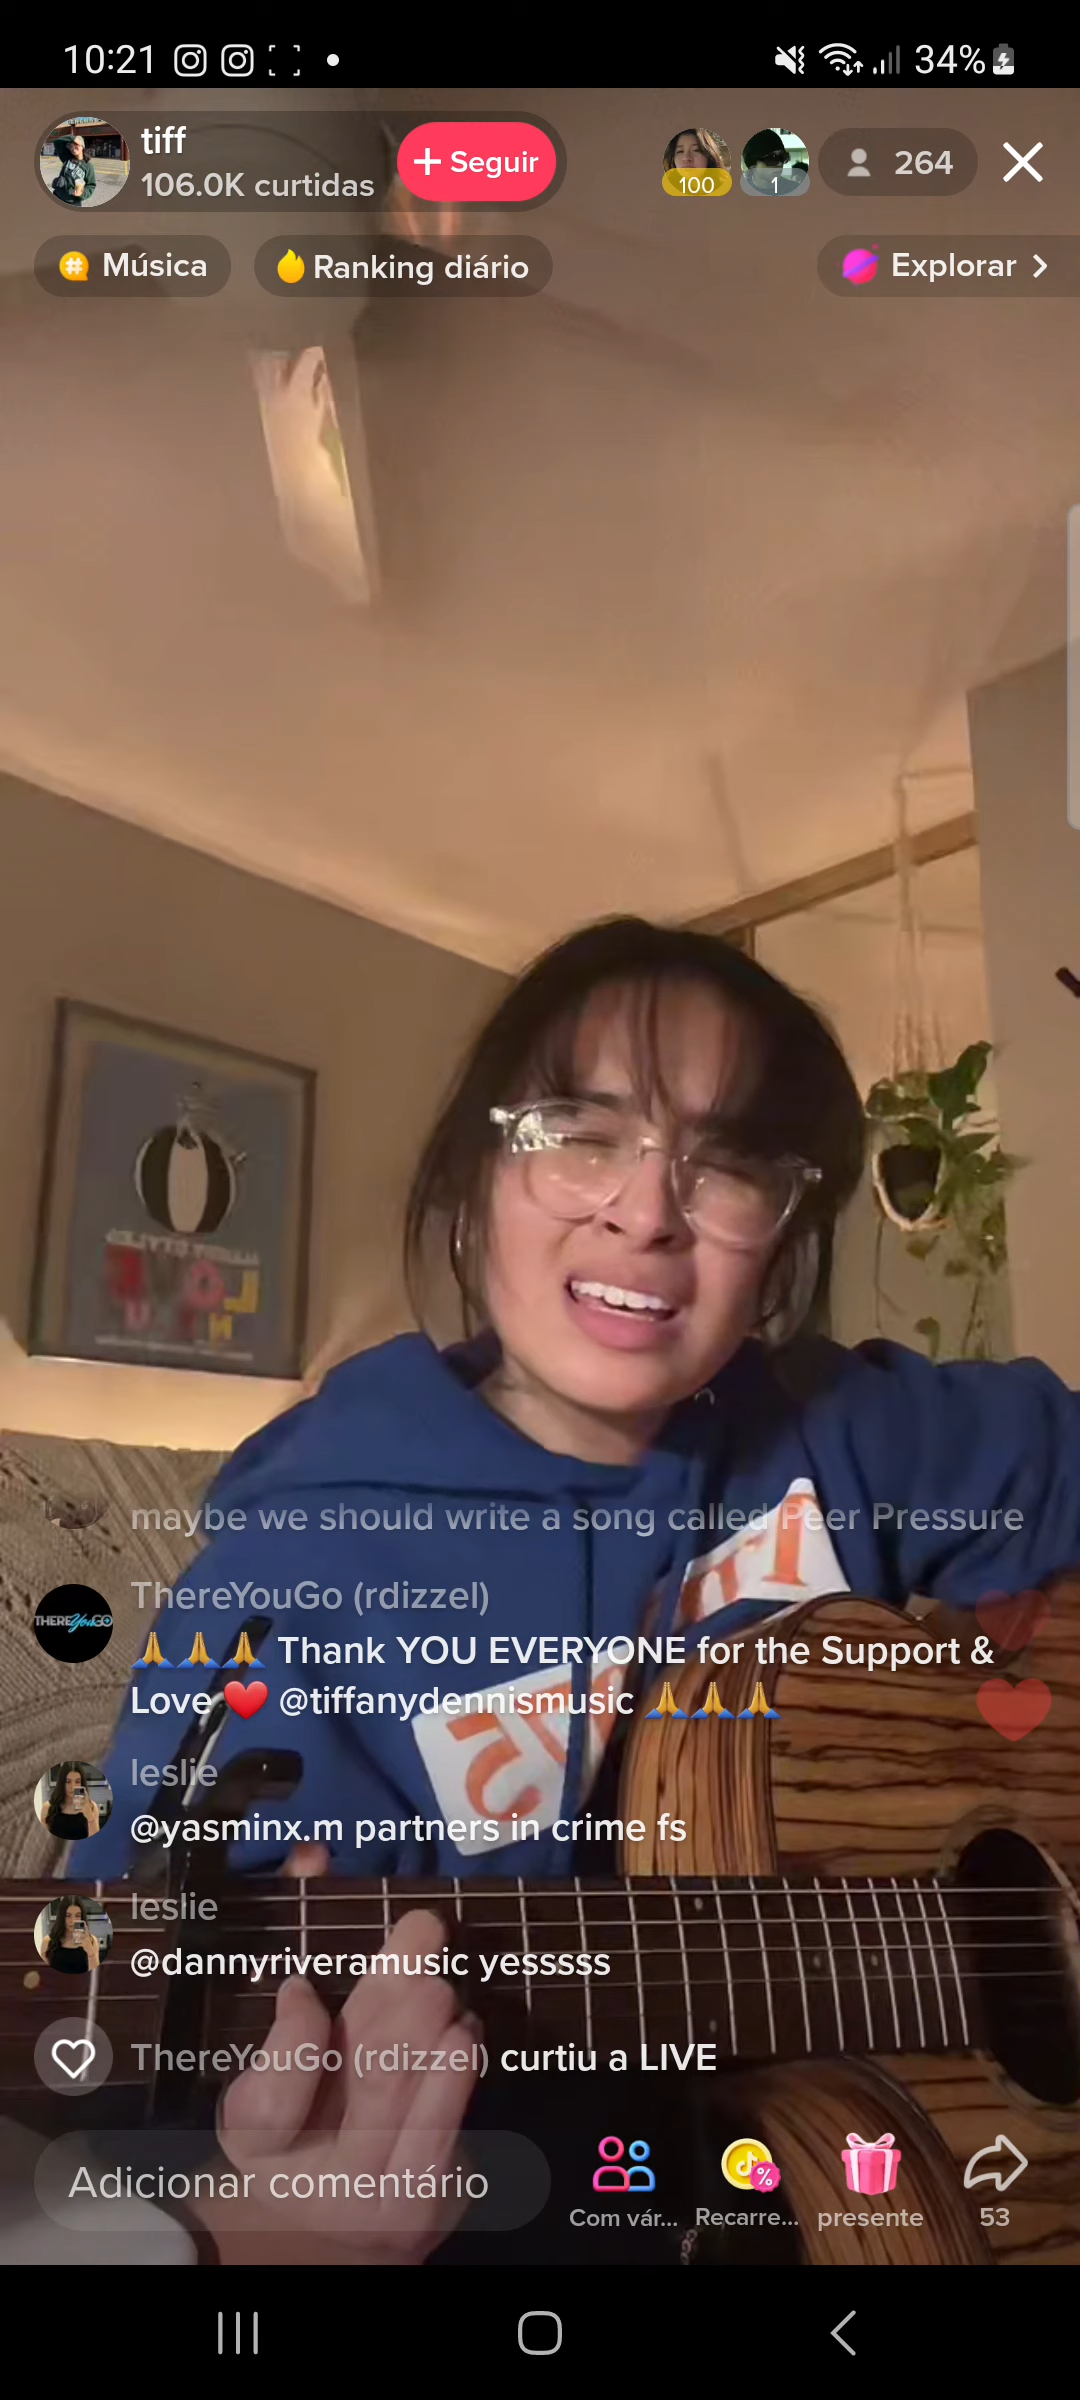 10:21
34%
tiff
106.0K curtidas
+ Seguir
100
1
264
Música
Ranking diário
Explorar >
maybe we should write a song called Peer Pressure
ThereYouGo (rdizzel)
THEREYouGO
🙏🙏🙏 Thank YOU EVERYONE for the Support &
Love ❤️ @tiffanydennismusic 🙏🙏🙏
leslie
@yasminx.m partners in crime fs
leslie
@dannyriveramusic yesssss
ThereYouGo (rdizzel) curtiu a LIVE
Adicionar comentário
Com vár...
Recarre...
presente
53